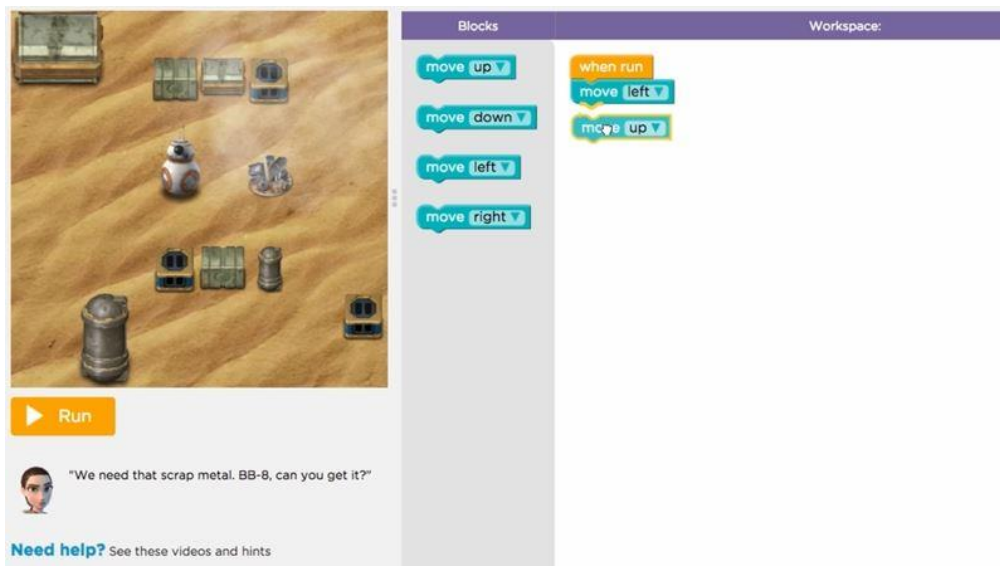 Blocks
Workspace:
move up
move down
move left
move right
when run
move left
move up
Run
"We need that scrap metal. BB-8, can you get it?"
Need help? See these videos and hints